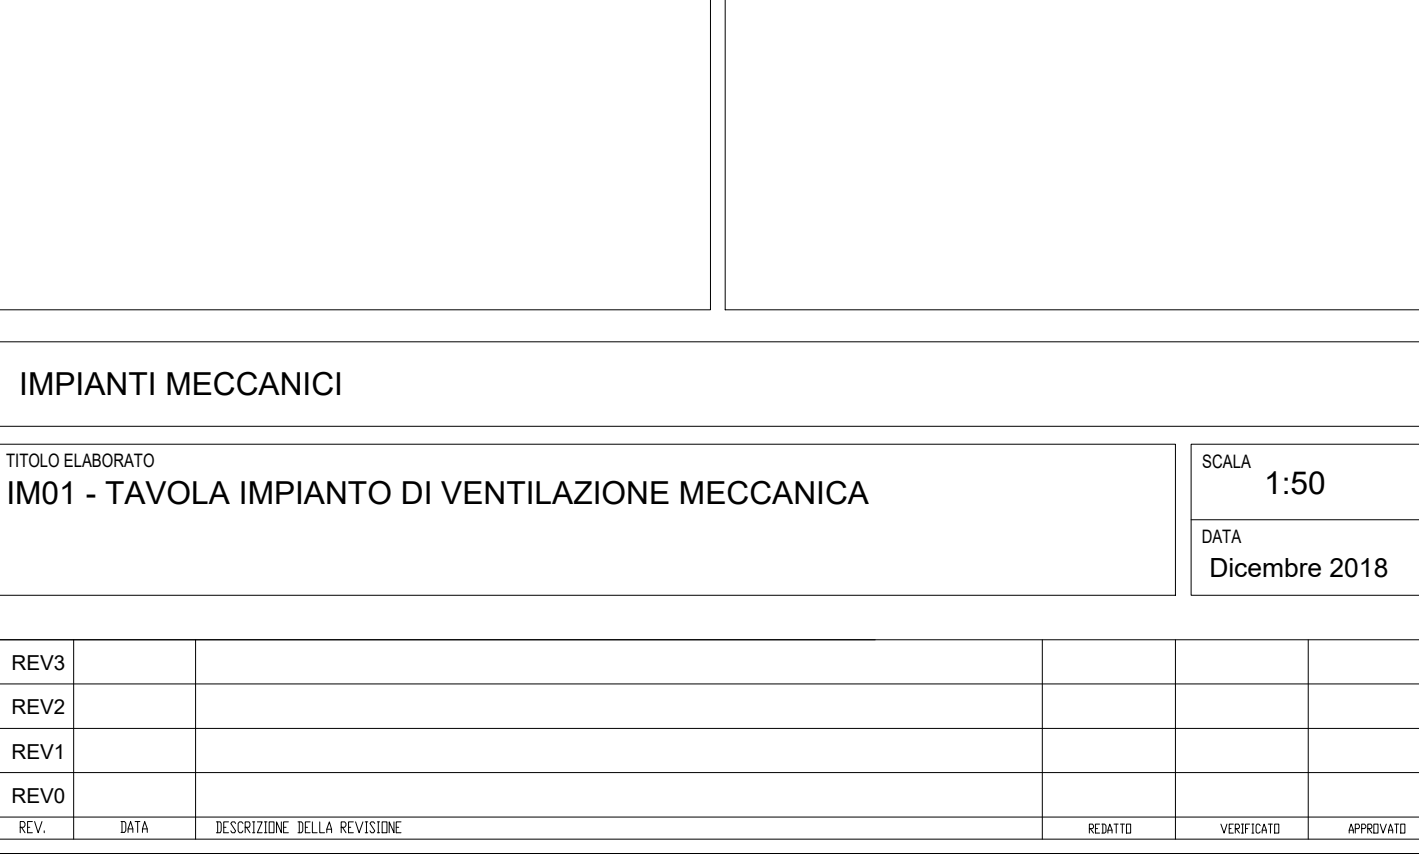 IMPIANTI MECCANICI
TITOLO ELABORATO
IM01 - TAVOLA IMPIANTO DI VENTILAZIONE MECCANICA
SCALA
1:50
DATA
Dicembre 2018
REV3
REV2
REV1
REV0
REV. DATA DESCRIZIONE DELLA REVISIONE REDATTO VERIFICATO APPROVATO